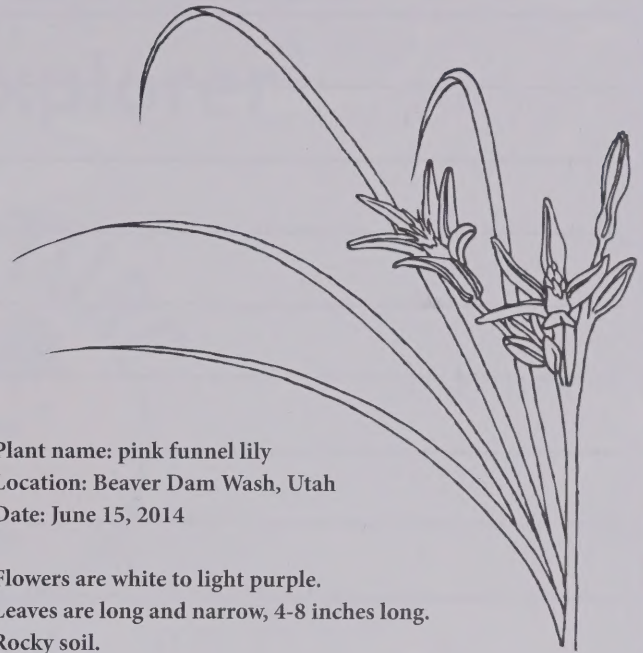 Plant name: pink funnel lily
Location: Beaver Dam Wash, Utah
Date: June 15, 2014
Flowers are white to light purple.
Leaves are long and narrow, 4-8 inches long.
Rocky soil.